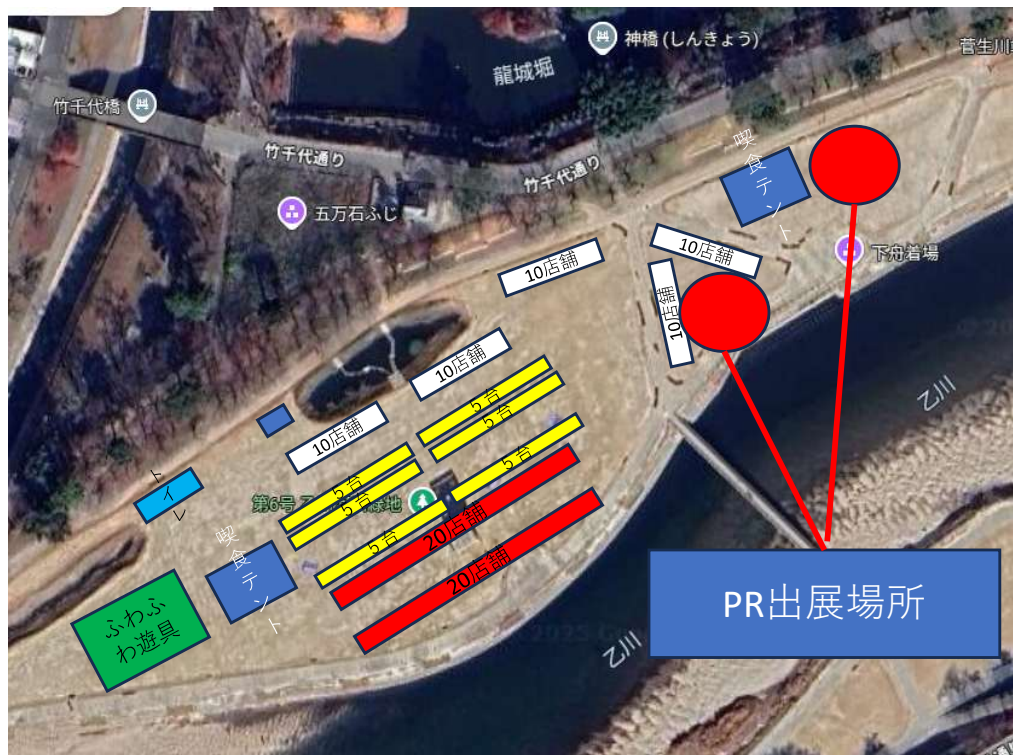 神橋 (しんきょう)
龍城堀
菅生川
竹千代橋
竹千代通り
竹千代通り
五万石ふじ
喫食テント
下舟着場
10店舗
10店舗
10店舗
10店舗
10店舗
5台
5台
5台
5台
5台
5台
第6号
緑地
20店舗
20店舗
トイレ
喫食テント
ふわふ
わ遊具
乙川
乙川
PR出展場所